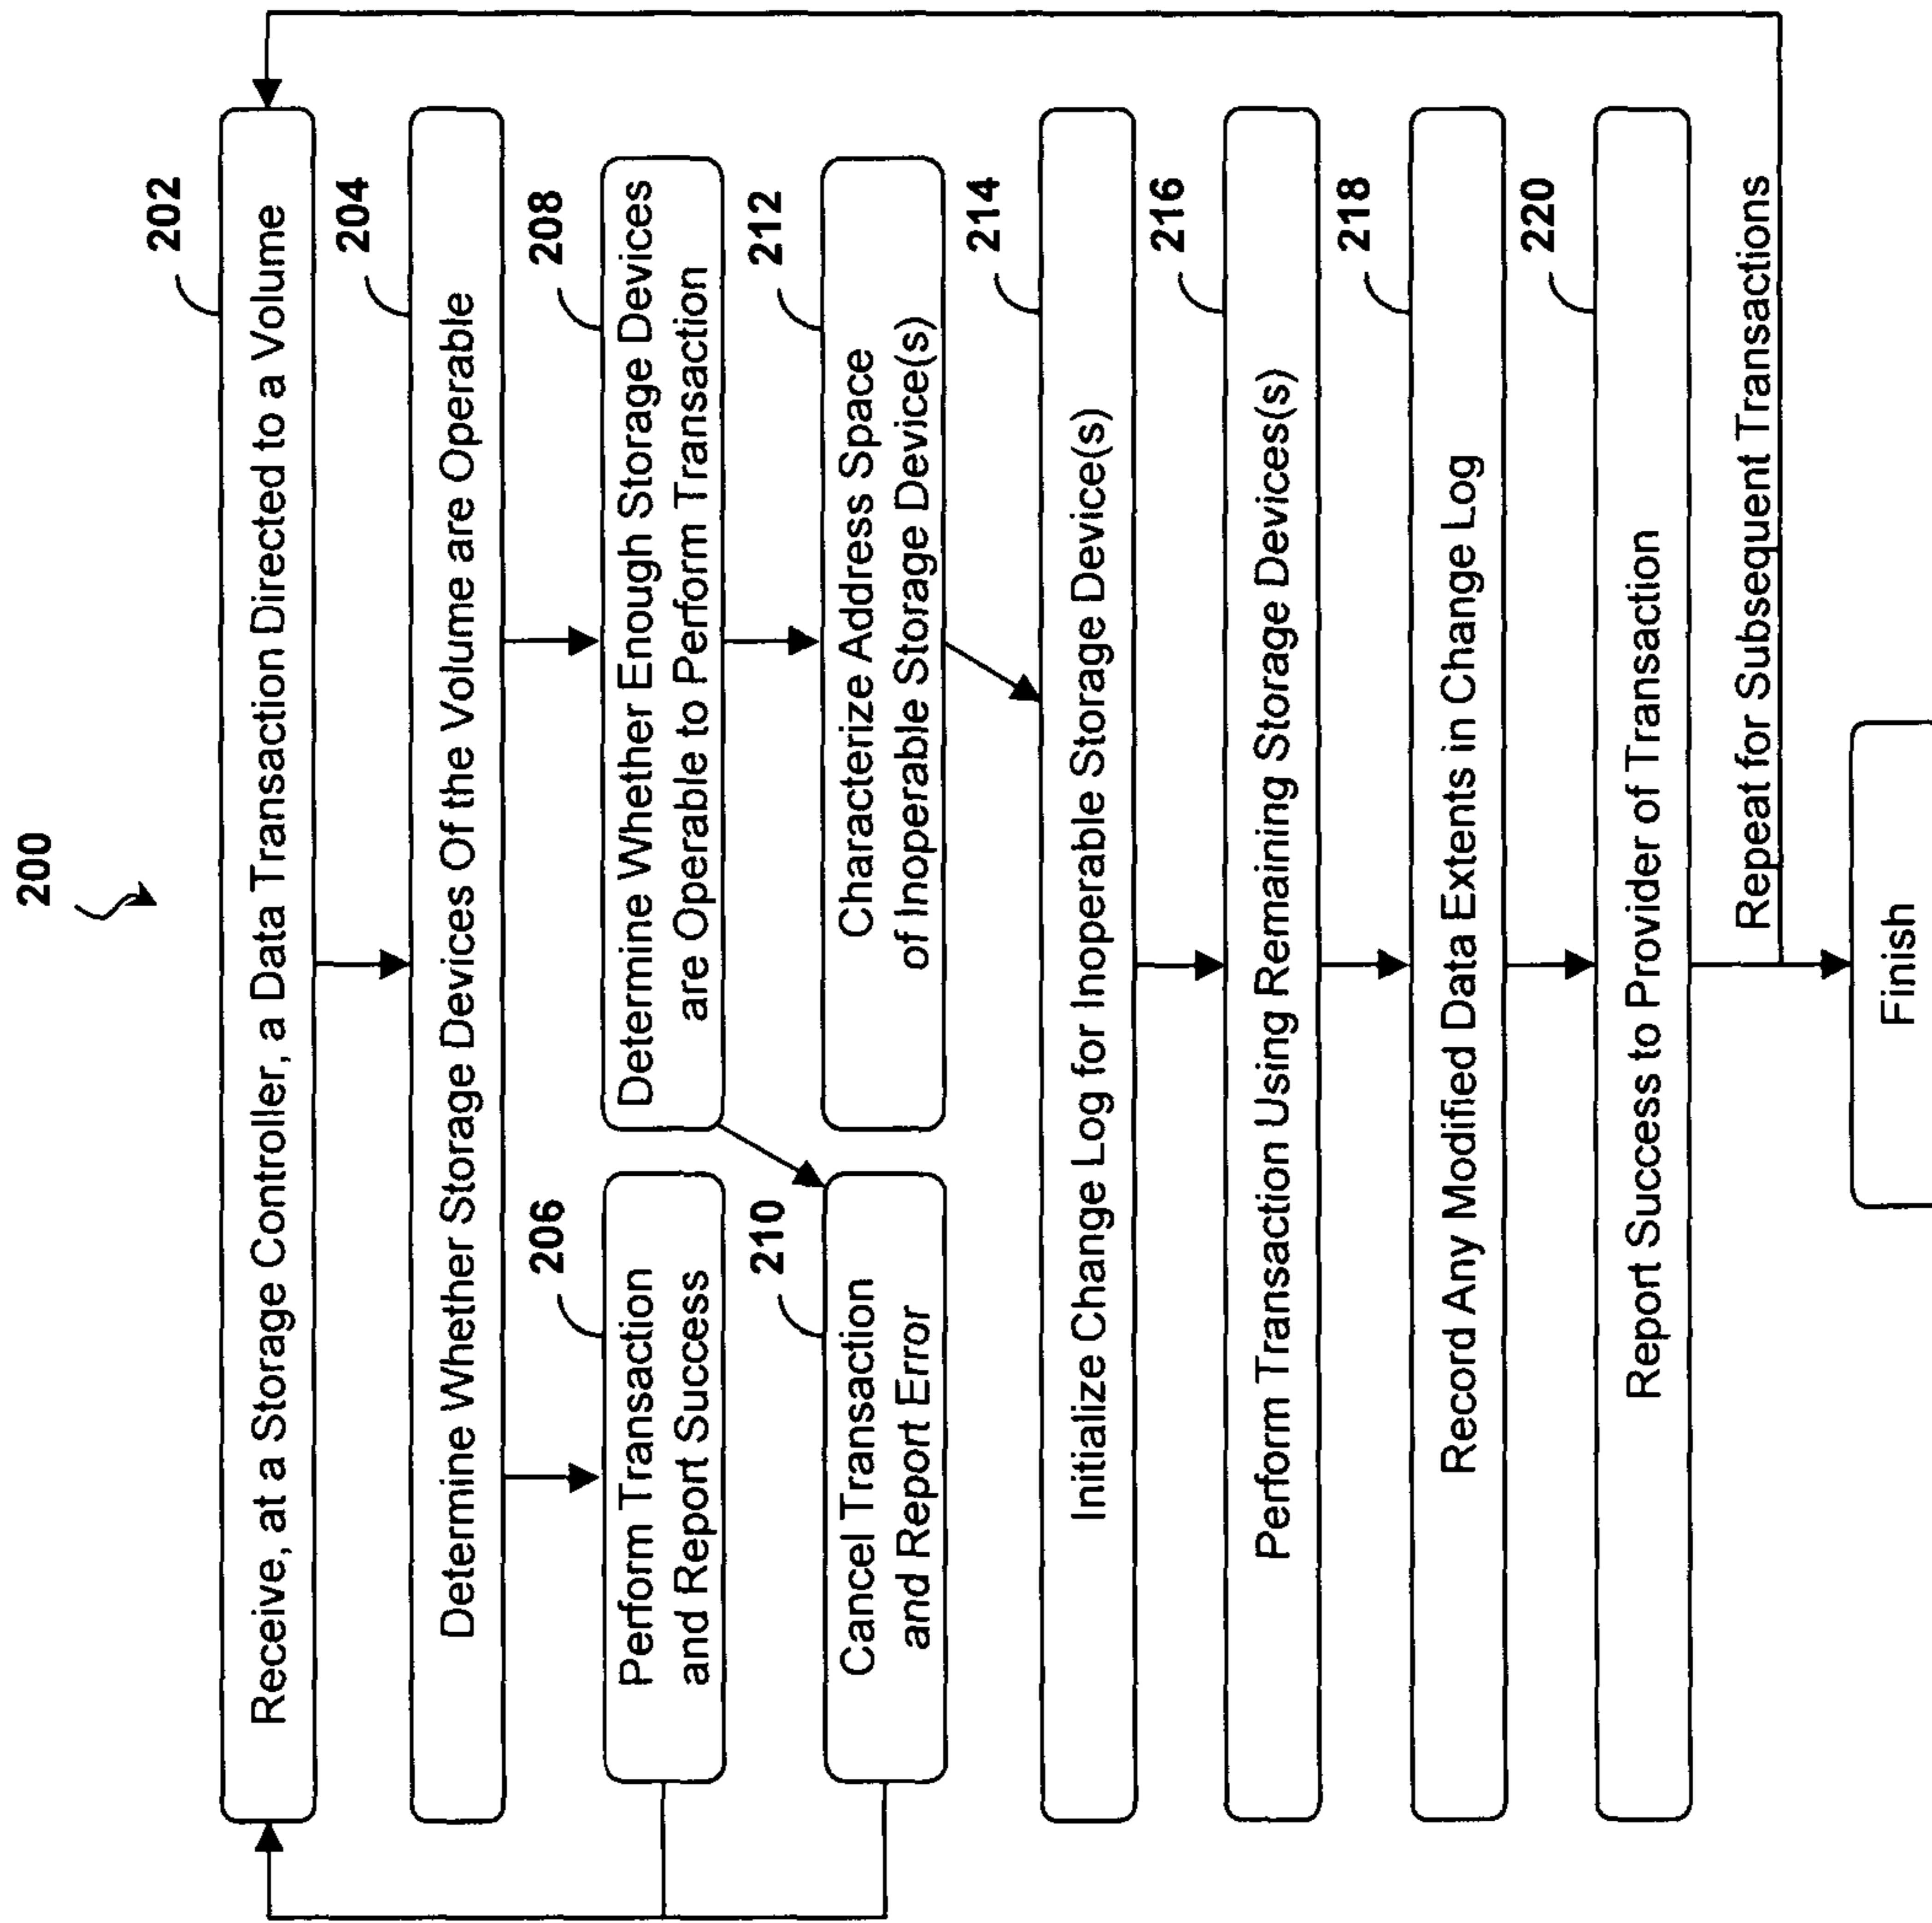 200
202
Receive, at a Storage Controller, a Data Transaction Directed to a Volume
204
Determine Whether Storage Devices Of the Volume are Operable
206
Perform Transaction
and Report Success
208
Determine Whether Enough Storage Devices
are Operable to Perform Transaction
210
Cancel Transaction
and Report Error
212
Characterize Address Space
of Inoperable Storage Device(s)
214
Initialize Change Log for Inoperable Storage Device(s)
216
Perform Transaction Using Remaining Storage Devices(s)
218
Record Any Modified Data Extents in Change Log
220
Report Success to Provider of Transaction
Repeat for Subsequent Transactions
Finish